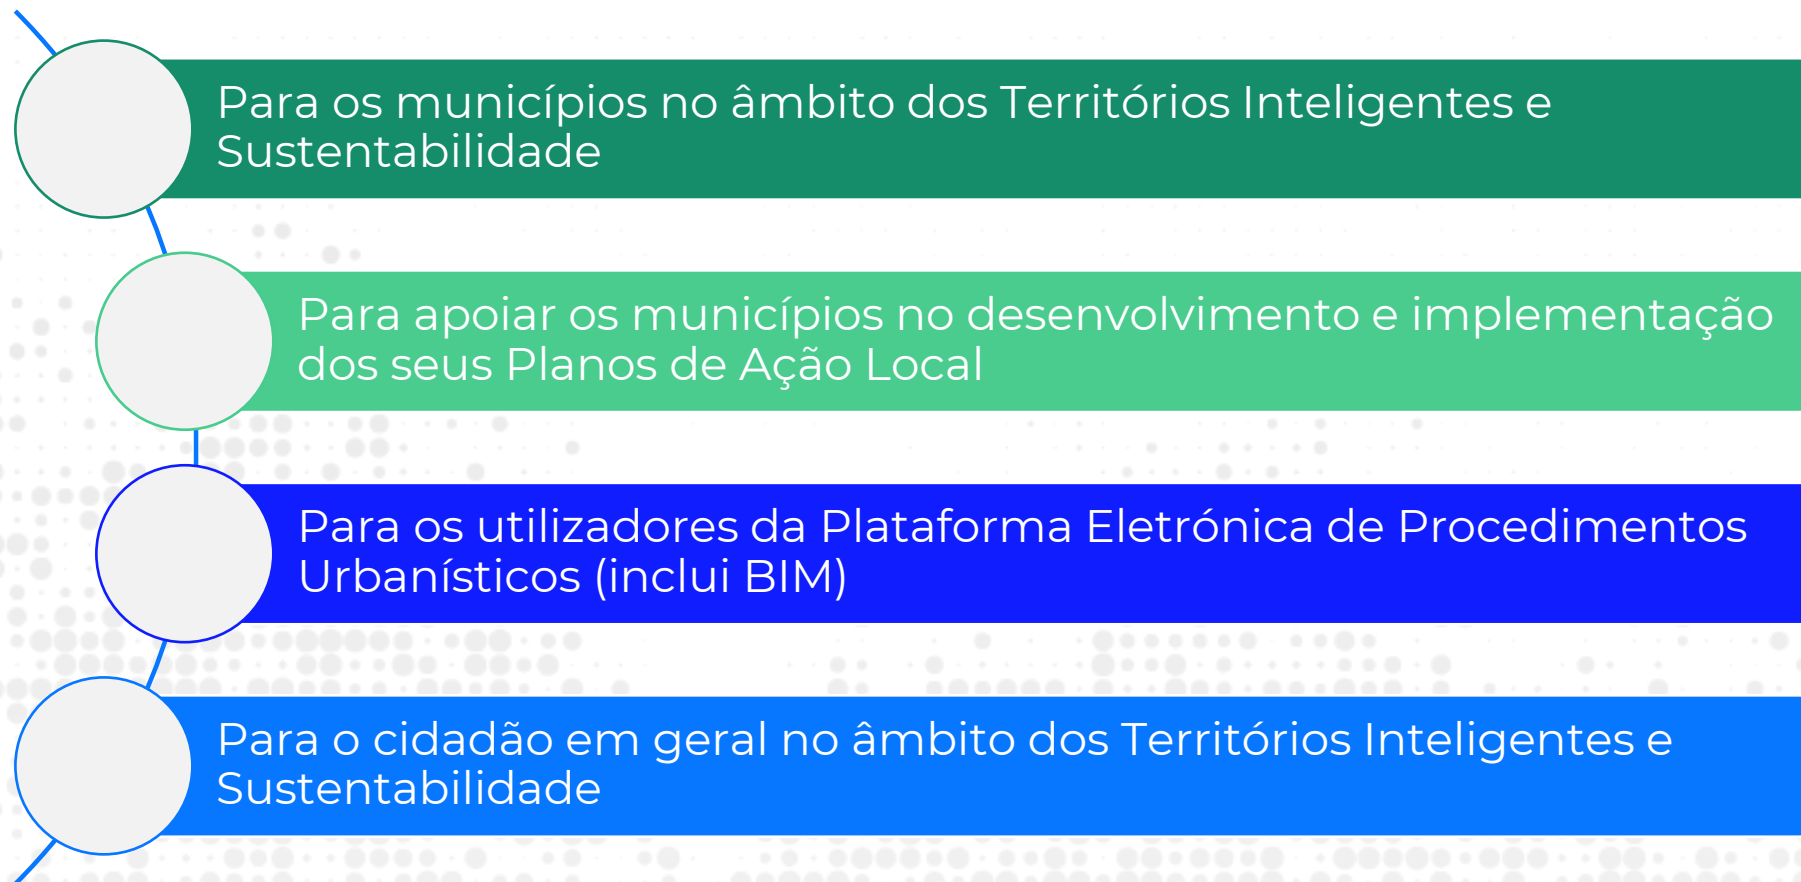 Para os municípios no âmbito dos Territórios Inteligentes e
Sustentabilidade
Para apoiar os municípios no desenvolvimento e implementação
dos seus Planos de Ação Local
Para os utilizadores da Plataforma Eletrónica de Procedimentos
Urbanísticos (inclui BIM)
Para o cidadão em geral no âmbito dos Territórios Inteligentes e
Sustentabilidade